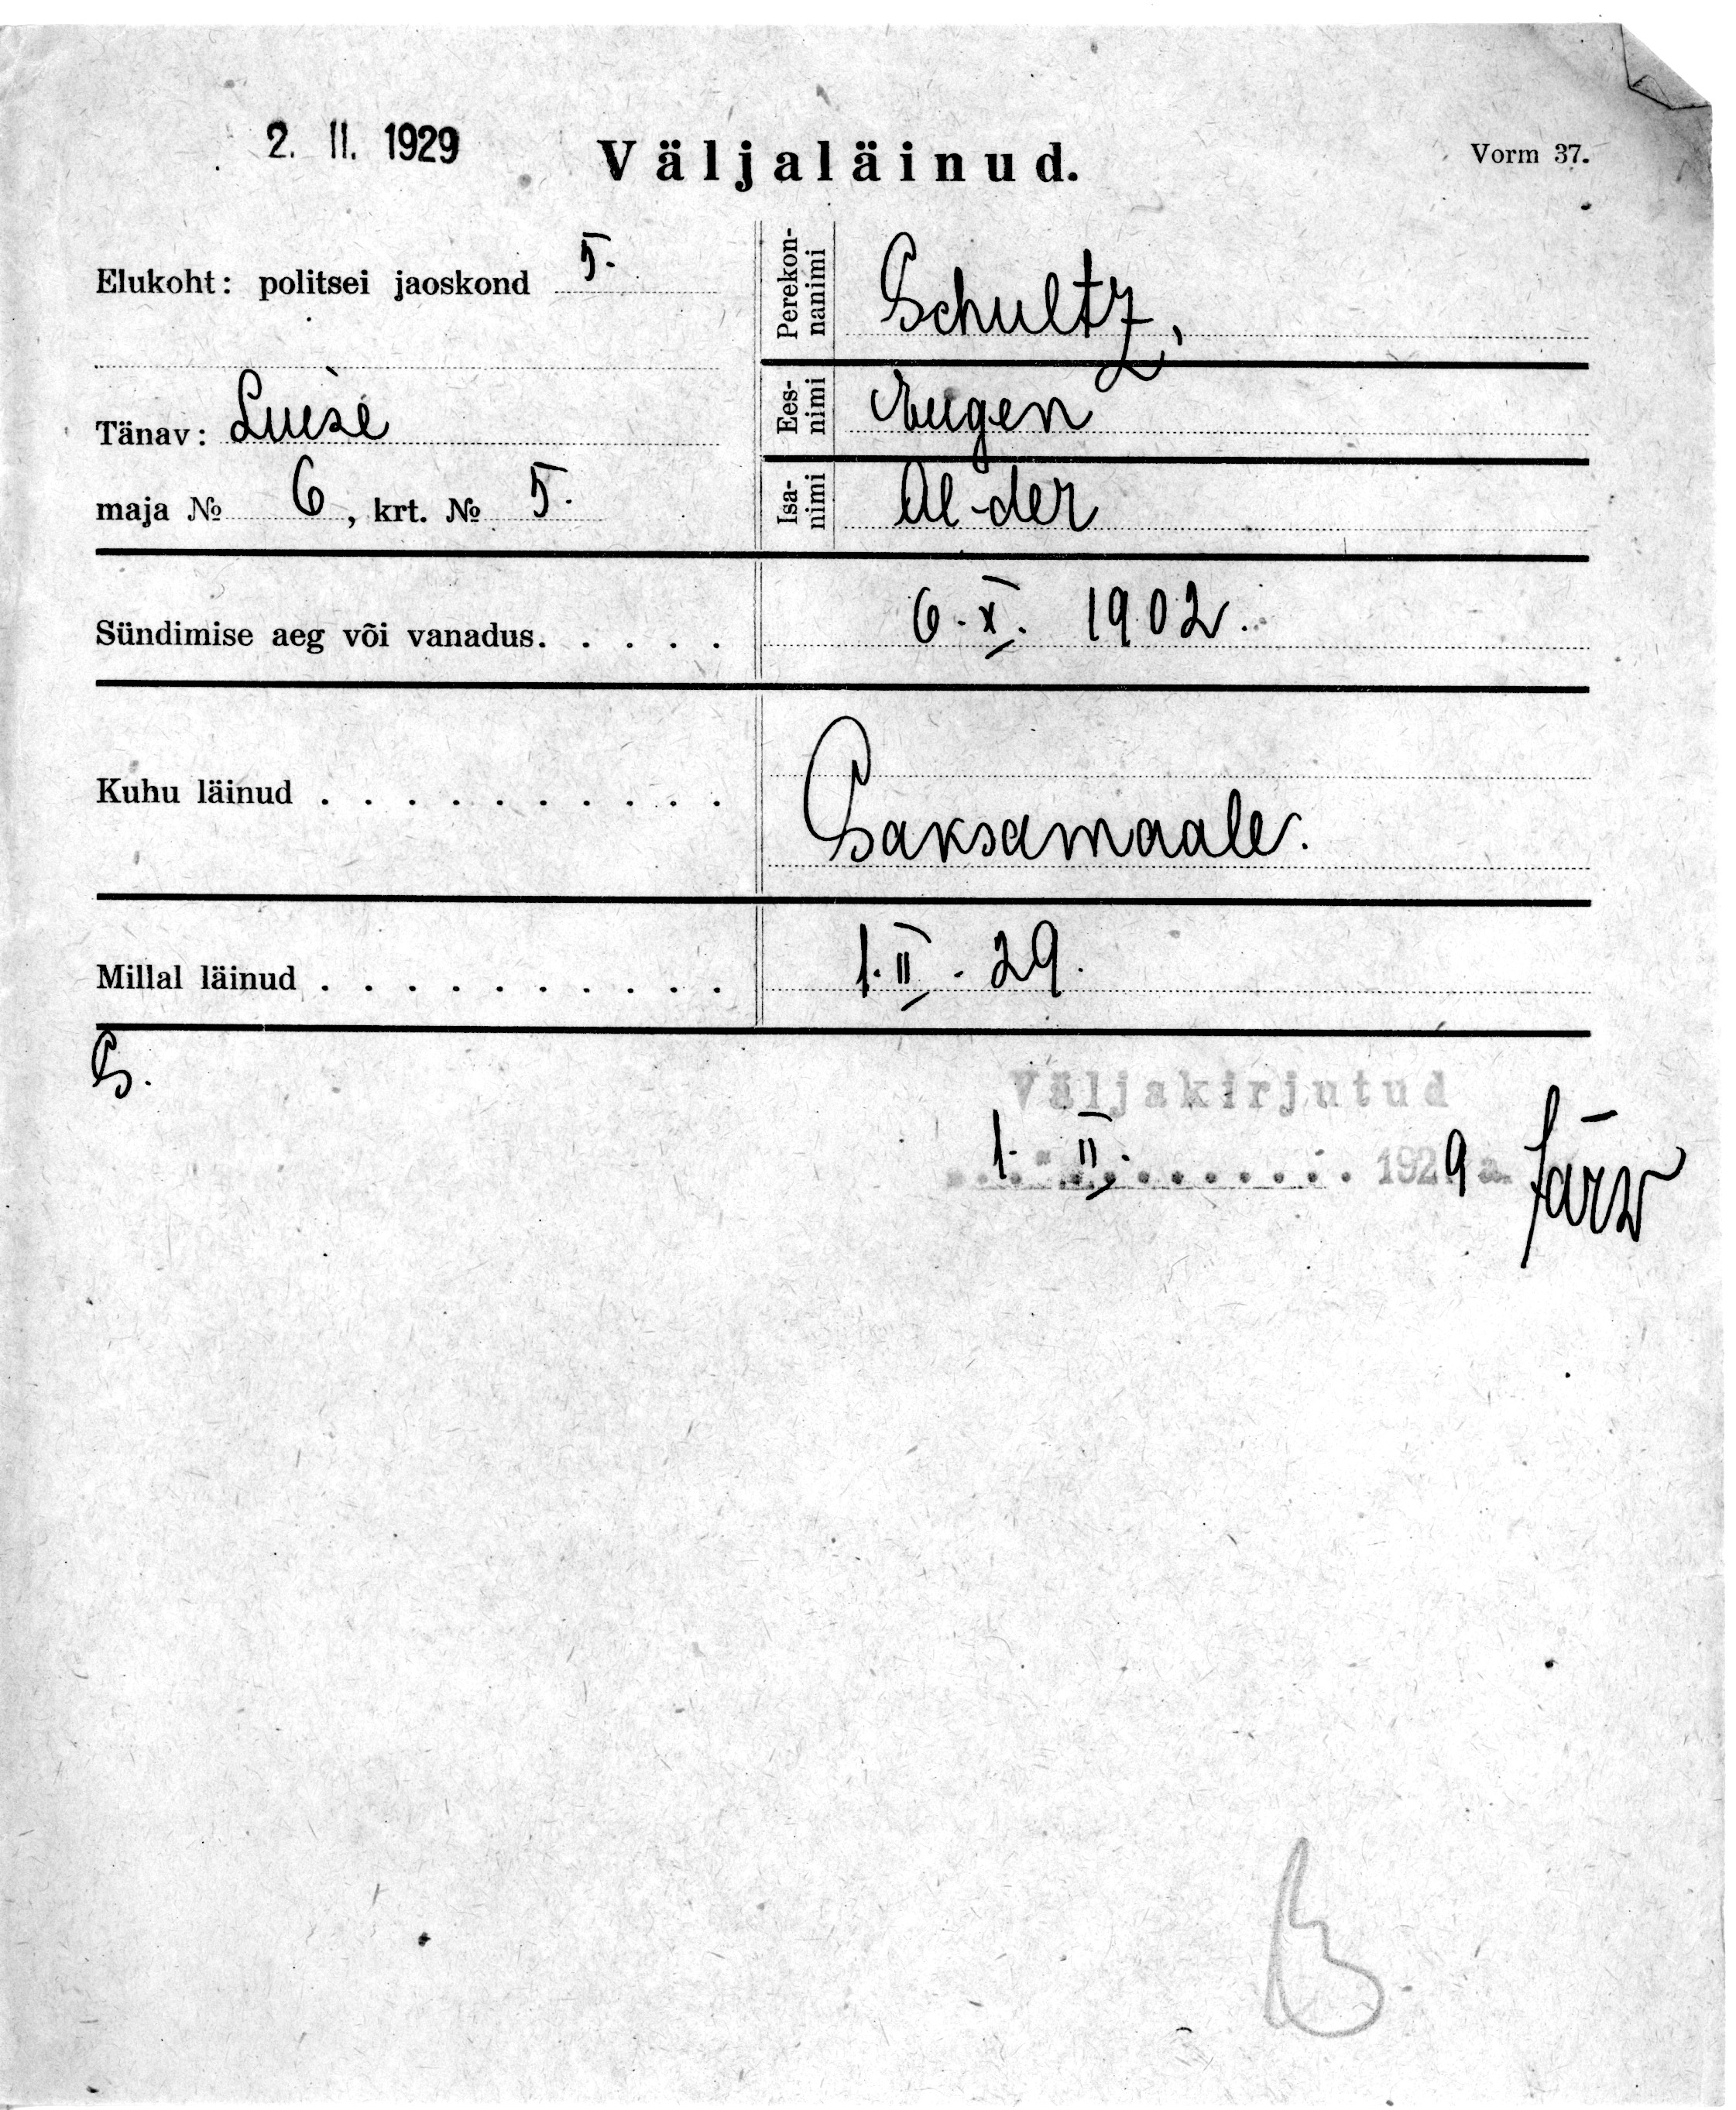 2. II. 1929
Väljaläinud.
Vorm 37.
Elukoht: politsei jaoskond 5.
Tänav: Luise
maja № 6, krt. № 5.
Perekonnanimi Schultz,
Eesnimi Eugen
Isanimi Al-der
Sündimise aeg või vanadus. . . . . 6. X. 1902.
Kuhu läinud . . . . . . . . . . Saksamaale.
Millal läinud . . . . . . . . . . 1. II. 29.
S.
Väljakirjutud
1. II. 1929 a. Järw